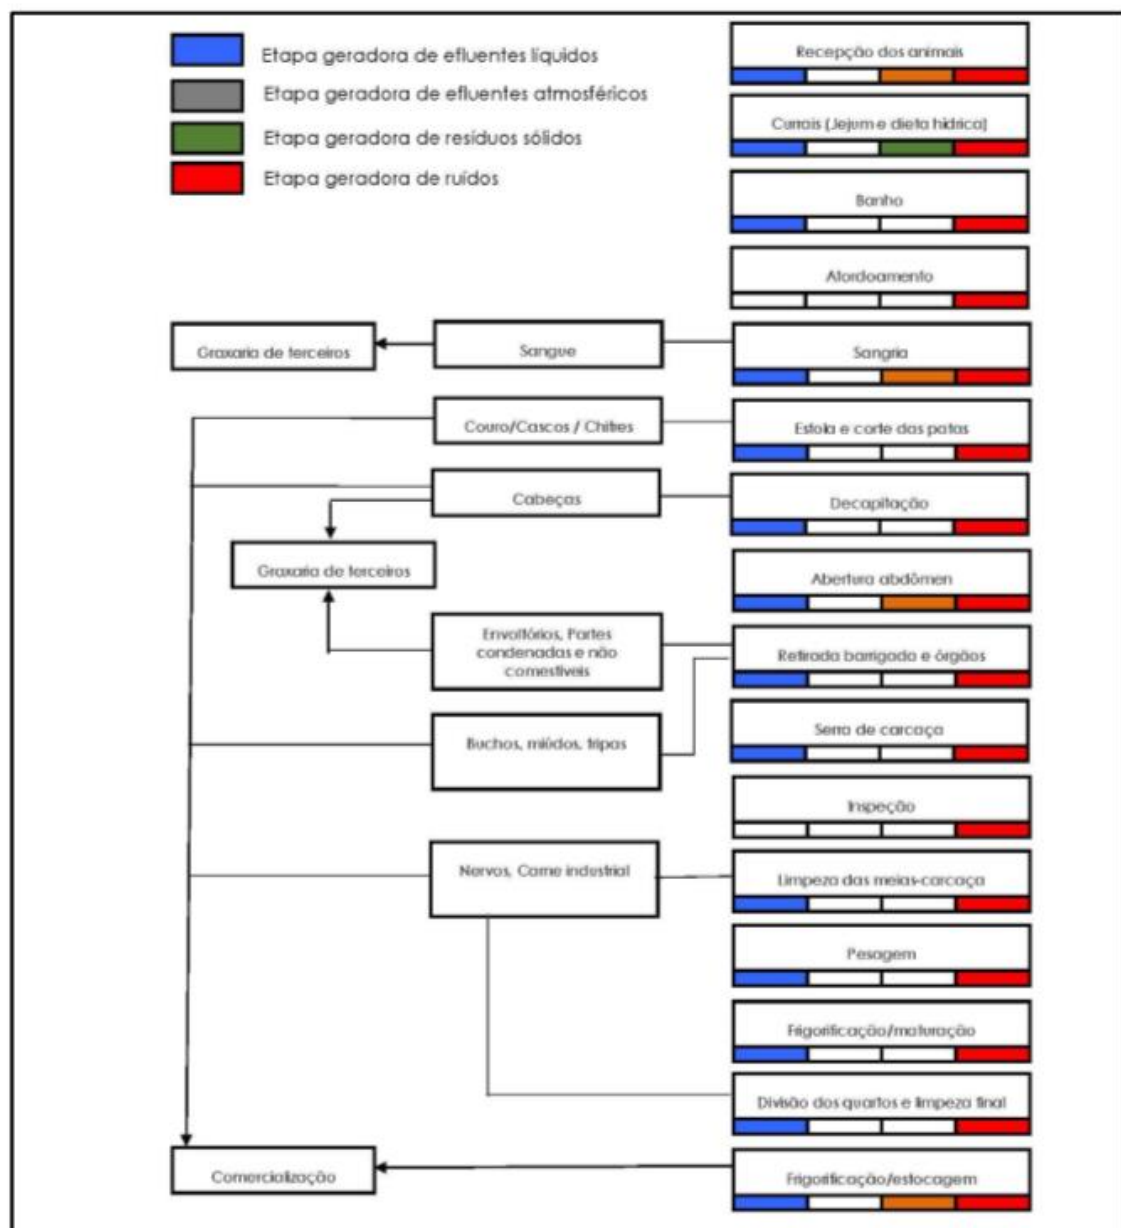 Etapa geradora de efluentes líquidos
Etapa geradora de efluentes atmosféricos
Etapa geradora de resíduos sólidos
Etapa geradora de ruídos
Recepção dos animais
Currais (Jejum e dieta hídrica)
Banho
Atordoamento
Graxaria de terceiros
Sangue
Sangria
Couro/Cascos / Chifres
Esfola e corte das patas
Cabeças
Decapitação
Graxaria de terceiros
Abertura abdômen
Envoltórios, Partes
condenadas e não
comestíveis
Retirada barrigada e órgãos
Buchos, miúdos, tripas
Serra de carcaça
Inspeção
Nervos, Carne industrial
Limpeza das meias-carcaça
Pesagem
Frigorificação/maturação
Divisão dos quartos e limpeza final
Comercialização
Frigorificação/estocagem